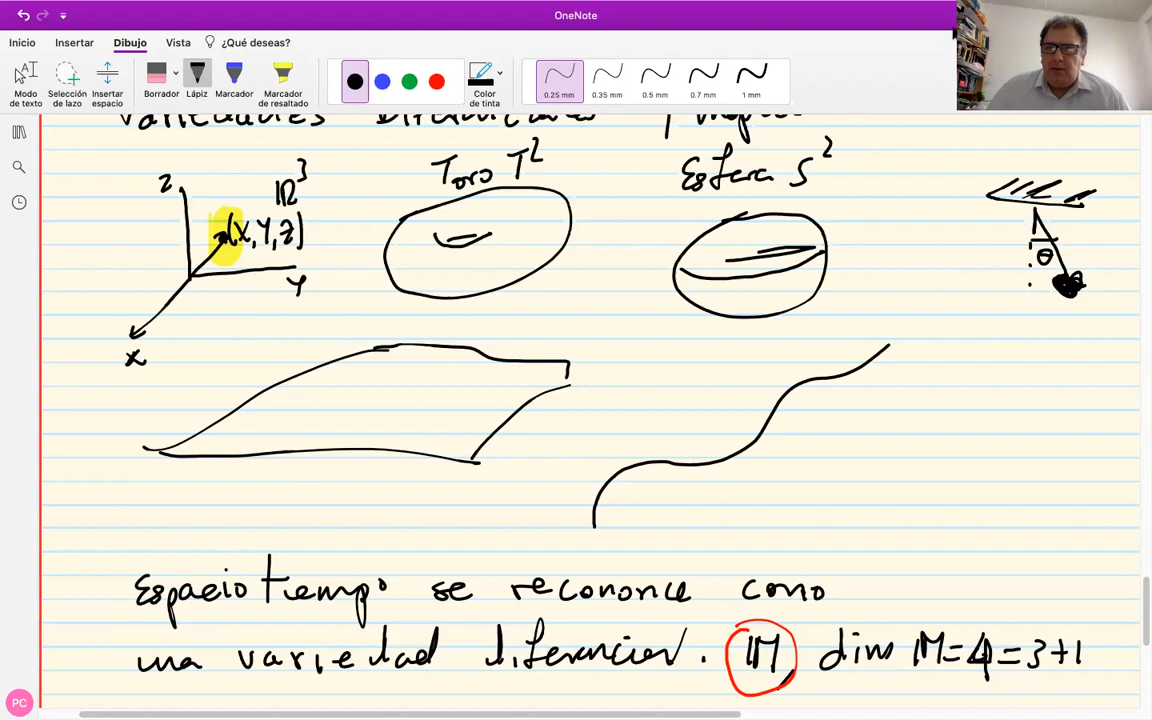 OneNote
Inicio Insertar Dibujo Vista ¿Qué deseas?
Modo de texto
Selección de lazo
Insertar espacio
Borrador
Lápiz
Marcador
Marcador de resaltado
Color de tinta
0.25 mm 0.35 mm 0.5 mm 0.7 mm 1 mm
Variedades
Toro T²
Esfera S²
Z
ℝ³
(X,Y,Z)
Y
X
θ
Espacio tiempo se recononce como
una variedad diferencial. M dim M=4=3+1
PC